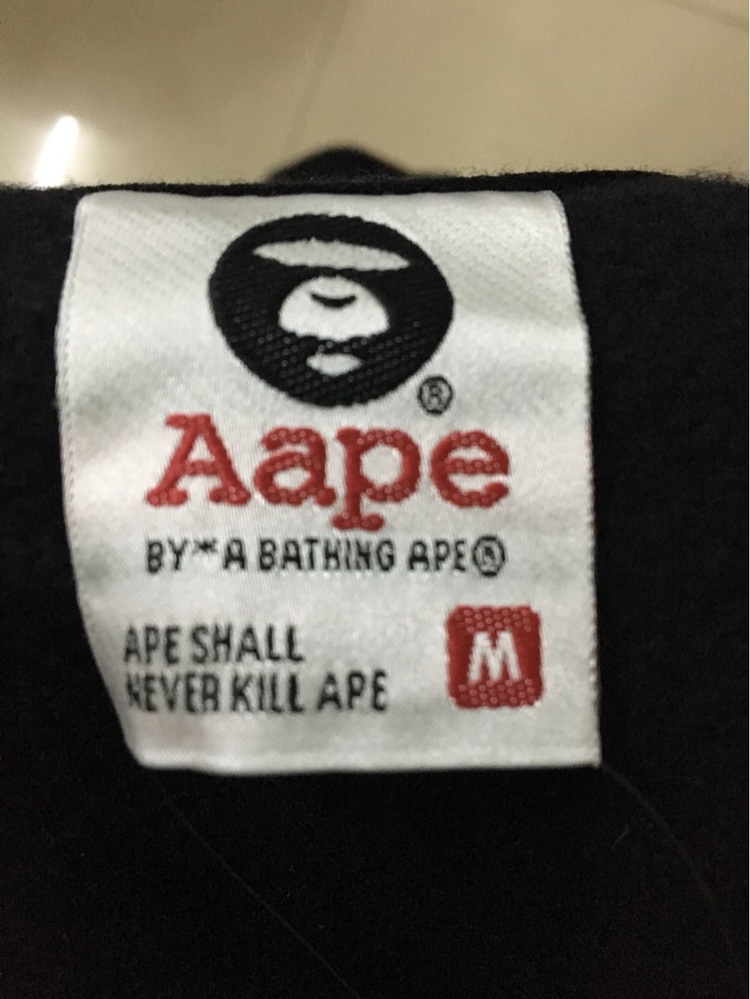 ®
Aape
BY*A BATHING APE®
APE SHALL
NEVER KILL APE
M